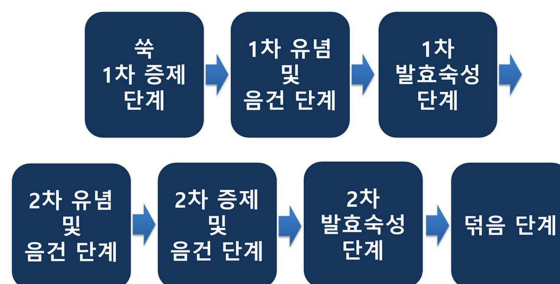 쑥
1차 증제
단계
1차 유념
및
음건 단계
1차
발효숙성
단계
2차 유념
및
음건 단계
2차 증제
및
음건 단계
2차
발효숙성
단계
덖음 단계